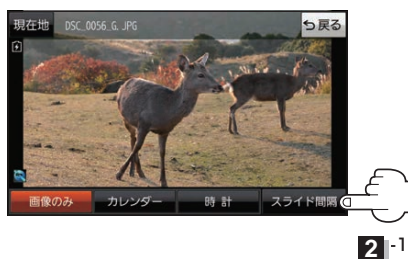 現在地 DSC_0056_G.JPG 戻る
画像のみ カレンダー 時計 スライド間隔
2 -1